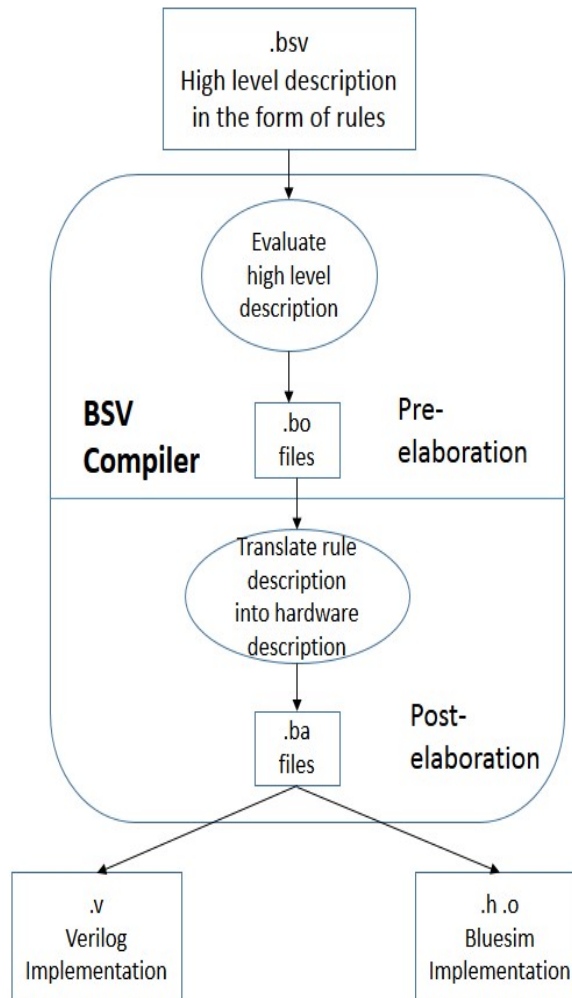 .bsv
High level description
in the form of rules
Evaluate
high level
description
BSV
Compiler
.bo
files
Pre-
elaboration
Translate rule
description
into hardware
description
.ba
files
Post-
elaboration
.v
Verilog
Implementation
.h .o
Bluesim
Implementation